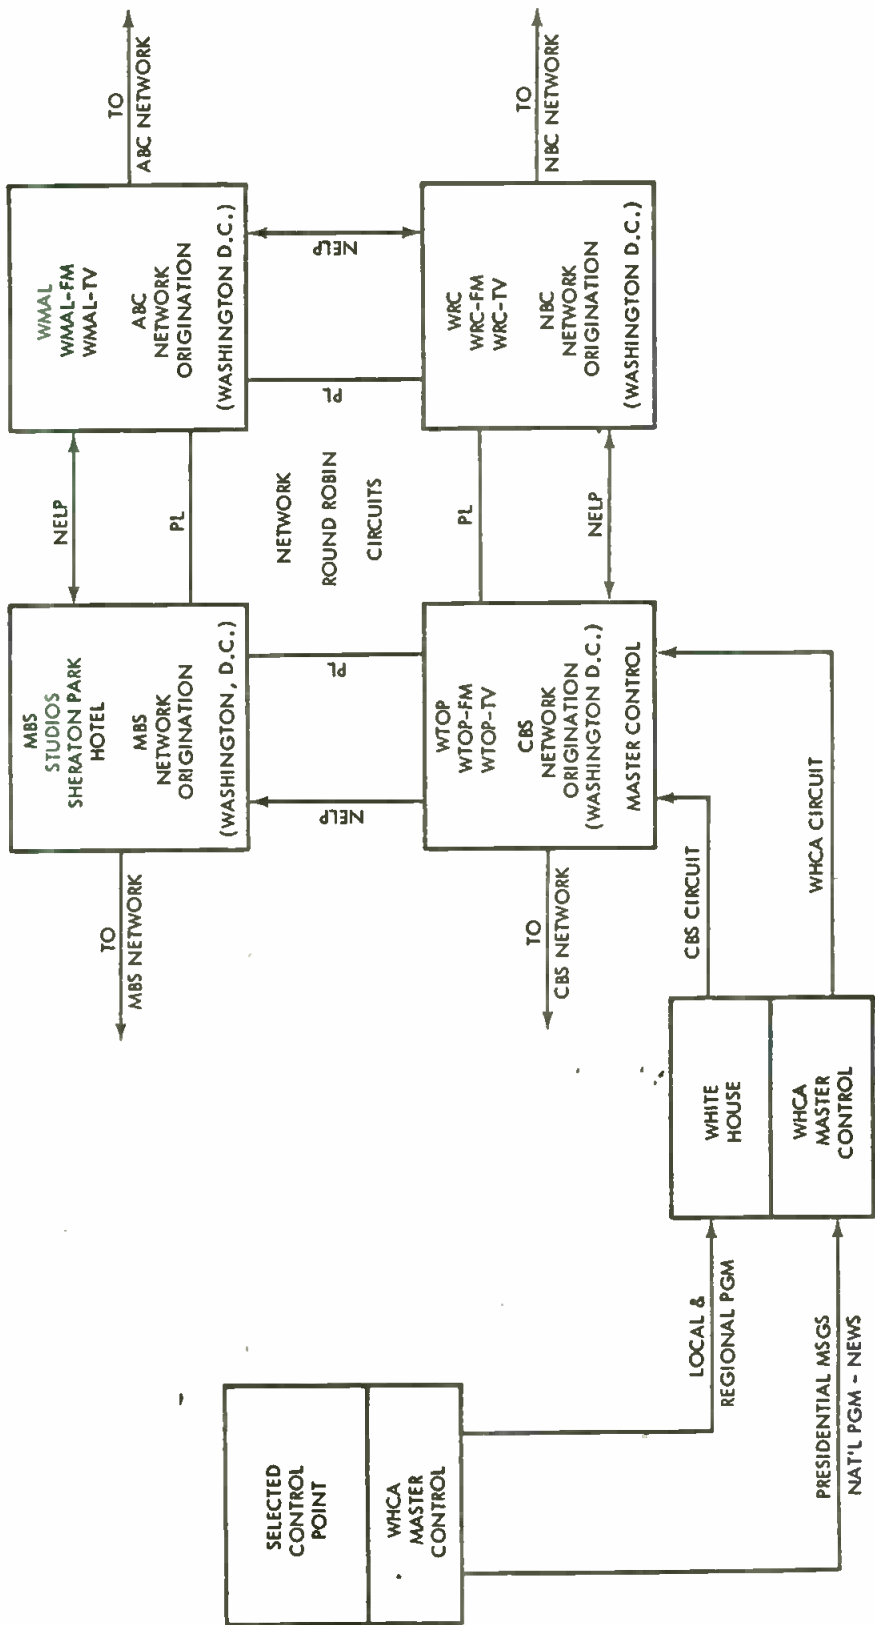 SELECTED
CONTROL
POINT
WHCA
MASTER
CONTROL
LOCAL &
REGIONAL PGM
PRESIDENTIAL MSGS
NAT'L PGM - NEWS
WHITE
HOUSE
WHCA
MASTER
CONTROL
CBS CIRCUIT
WHCA CIRCUIT
TO
MBS NETWORK
MBS
STUDIOS
SHERATON PARK
HOTEL
MBS
NETWORK
ORIGINATION
(WASHINGTON, D.C.)
NELP
PL
TO
CBS NETWORK
WTOP
WTOP-FM
WTOP-TV
CBS
NETWORK
ORIGINATION
(WASHINGTON D.C.)
MASTER CONTROL
NELP
PL
NETWORK
ROUND ROBIN
CIRCUITS
PL
NELP
WMAL
WMAL-FM
WMAL-TV
ABC
NETWORK
ORIGINATION
(WASHINGTON D.C.)
TO
ABC NETWORK
PL
NELP
WRC
WRC-FM
WRC-TV
NBC
NETWORK
ORIGINATION
(WASHINGTON D.C.)
TO
NBC NETWORK